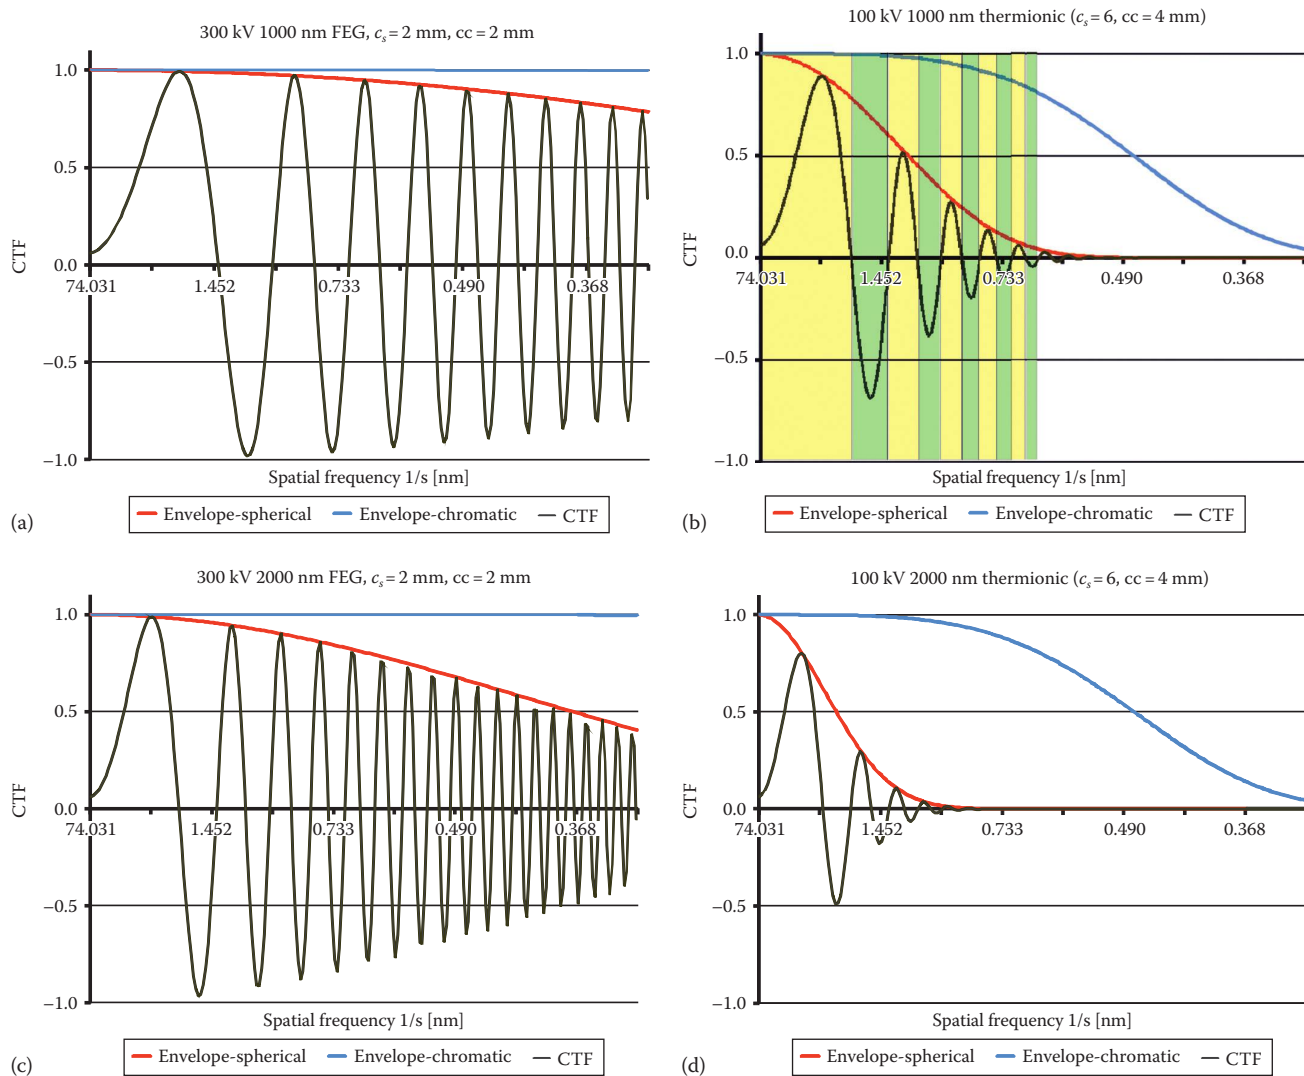 300 kV 1000 nm FEG, cs = 2 mm, cc = 2 mm
1.0
0.5
0.0
−0.5
−1.0
CTF
74.031 1.452 0.733 0.490 0.368
Spatial frequency 1/s [nm]
Envelope-spherical Envelope-chromatic CTF
(a)
100 kV 1000 nm thermionic (cs = 6, cc = 4 mm)
1.0
0.5
0.0
−0.5
−1.0
CTF
74.031 1.452 0.733 0.490 0.368
Spatial frequency 1/s [nm]
Envelope-spherical Envelope-chromatic CTF
(b)
300 kV 2000 nm FEG, cs = 2 mm, cc = 2 mm
1.0
0.5
0.0
−0.5
−1.0
CTF
74.031 1.452 0.733 0.490 0.368
Spatial frequency 1/s [nm]
Envelope-spherical Envelope-chromatic CTF
(c)
100 kV 2000 nm thermionic (cs = 6, cc = 4 mm)
1.0
0.5
0.0
−0.5
−1.0
CTF
74.031 1.452 0.733 0.490 0.368
Spatial frequency 1/s [nm]
Envelope-spherical Envelope-chromatic CTF
(d)